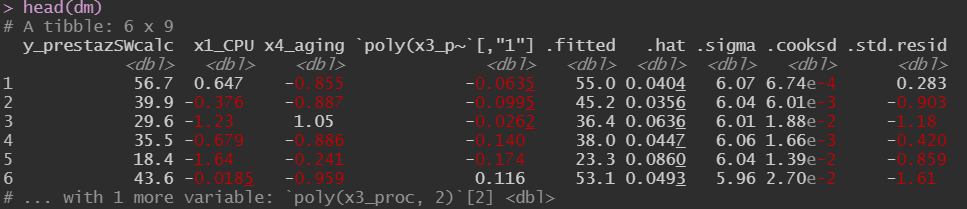 > head(dm)
# A tibble: 6 x 9
y_prestazSWcalc x1_CPU x4_aging `poly(x3_p~`[,"1"] .fitted .hat .sigma .cooksd .std.resid
<dbl> <dbl> <dbl> <dbl> <dbl> <dbl> <dbl> <dbl> <dbl>
1 56.7 0.647 -0.855 -0.0635 55.0 0.0404 6.07 6.74e-4 0.283
2 39.9 -0.376 -0.887 -0.0995 45.2 0.0356 6.04 6.01e-3 -0.903
3 29.6 -1.23 1.05 -0.0262 36.4 0.0636 6.01 1.88e-2 -1.18
4 35.5 -0.679 -0.886 -0.140 38.0 0.0447 6.06 1.66e-3 -0.420
5 18.4 -1.64 -0.241 -0.174 23.3 0.0860 6.04 1.39e-2 -0.859
6 43.6 -0.0185 -0.959 0.116 53.1 0.0493 5.96 2.70e-2 -1.61
# ... with 1 more variable: `poly(x3_proc, 2)`[2] <dbl>